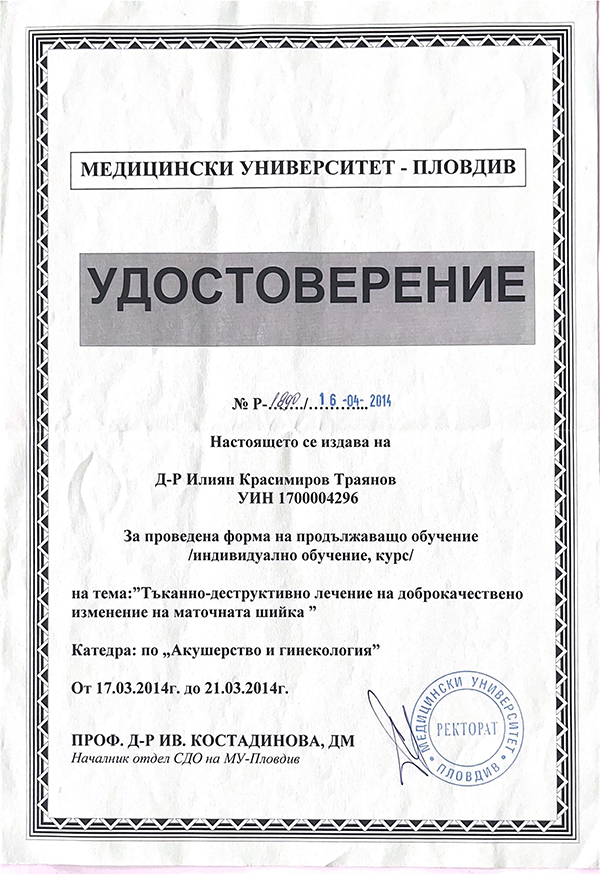 МЕДИЦИНСКИ УНИВЕРСИТЕТ - ПЛОВДИВ
УДОСТОВЕРЕНИЕ
№ Р-1890/16-04-2014
Настоящето се издава на
Д-Р Илиян Красимиров Траянов
УИН 1700004296
За проведена форма на продължаващо обучение
/индивидуално обучение, курс/
на тема:”Тъканно-деструктивно лечение на доброкачествено
изменение на маточната шийка ”
Катедра: по „Акушерство и гинекология”
От 17.03.2014г. до 21.03.2014г.
ПРОФ. Д-Р ИВ. КОСТАДИНОВА, ДМ
Началник отдел СДО на МУ-Пловдив
МЕДИЦИНСКИ УНИВЕРСИТЕТ
РЕКТОРАТ
ПЛОВДИВ